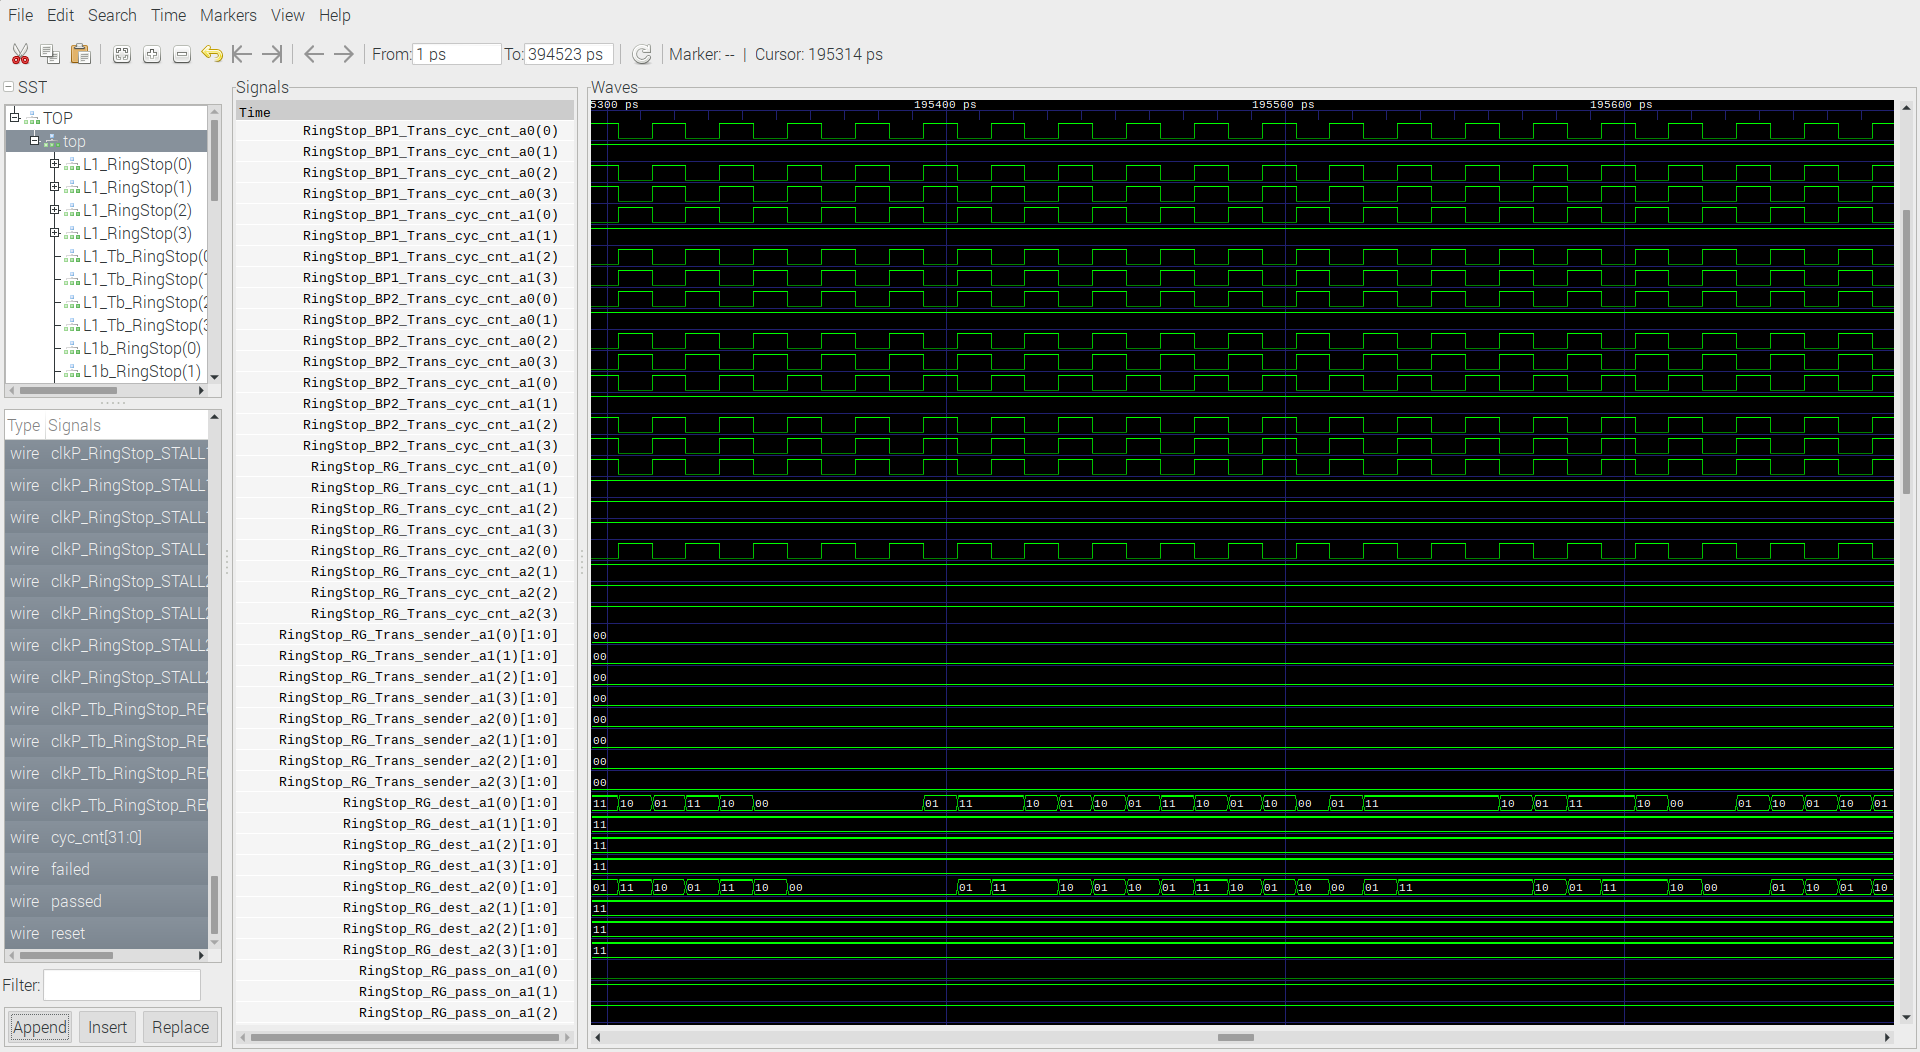 File Edit Search Time Markers View Help
From: 1 ps To: 394523 ps Marker: -- | Cursor: 195314 ps
SST
TOP
top
L1_RingStop(0)
L1_RingStop(1)
L1_RingStop(2)
L1_RingStop(3)
L1_Tb_RingStop(
L1_Tb_RingStop(
L1_Tb_RingStop(2
L1_Tb_RingStop(3
L1b_RingStop(0)
L1b_RingStop(1)
Type Signals
wire clkP_RingStop_STALL
wire clkP_RingStop_STALL
wire clkP_RingStop_STALL
wire clkP_RingStop_STALL
wire clkP_RingStop_STALL
wire clkP_RingStop_STALL
wire clkP_RingStop_STALL
wire clkP_RingStop_STALL
wire clkP_Tb_RingStop_RE
wire clkP_Tb_RingStop_RE
wire clkP_Tb_RingStop_RE
wire clkP_Tb_RingStop_RE
wire cyc_cnt[31:0]
wire failed
wire passed
wire reset
Filter:
Append Insert Replace
Signals
Time
RingStop_BP1_Trans_cyc_cnt_a0(0)
RingStop_BP1_Trans_cyc_cnt_a0(1)
RingStop_BP1_Trans_cyc_cnt_a0(2)
RingStop_BP1_Trans_cyc_cnt_a0(3)
RingStop_BP1_Trans_cyc_cnt_a1(0)
RingStop_BP1_Trans_cyc_cnt_a1(1)
RingStop_BP1_Trans_cyc_cnt_a1(2)
RingStop_BP1_Trans_cyc_cnt_a1(3)
RingStop_BP2_Trans_cyc_cnt_a0(0)
RingStop_BP2_Trans_cyc_cnt_a0(1)
RingStop_BP2_Trans_cyc_cnt_a0(2)
RingStop_BP2_Trans_cyc_cnt_a0(3)
RingStop_BP2_Trans_cyc_cnt_a1(0)
RingStop_BP2_Trans_cyc_cnt_a1(1)
RingStop_BP2_Trans_cyc_cnt_a1(2)
RingStop_BP2_Trans_cyc_cnt_a1(3)
RingStop_RG_Trans_cyc_cnt_a1(0)
RingStop_RG_Trans_cyc_cnt_a1(1)
RingStop_RG_Trans_cyc_cnt_a1(2)
RingStop_RG_Trans_cyc_cnt_a1(3)
RingStop_RG_Trans_cyc_cnt_a2(0)
RingStop_RG_Trans_cyc_cnt_a2(1)
RingStop_RG_Trans_cyc_cnt_a2(2)
RingStop_RG_Trans_cyc_cnt_a2(3)
RingStop_RG_Trans_sender_a1(0)[1:0]
RingStop_RG_Trans_sender_a1(1)[1:0]
RingStop_RG_Trans_sender_a1(2)[1:0]
RingStop_RG_Trans_sender_a1(3)[1:0]
RingStop_RG_Trans_sender_a2(0)[1:0]
RingStop_RG_Trans_sender_a2(1)[1:0]
RingStop_RG_Trans_sender_a2(2)[1:0]
RingStop_RG_Trans_sender_a2(3)[1:0]
RingStop_RG_dest_a1(0)[1:0]
RingStop_RG_dest_a1(1)[1:0]
RingStop_RG_dest_a1(2)[1:0]
RingStop_RG_dest_a1(3)[1:0]
RingStop_RG_dest_a2(0)[1:0]
RingStop_RG_dest_a2(1)[1:0]
RingStop_RG_dest_a2(2)[1:0]
RingStop_RG_dest_a2(3)[1:0]
RingStop_RG_pass_on_a1(0)
RingStop_RG_pass_on_a1(1)
RingStop_RG_pass_on_a1(2)
Waves
5300 ps 195400 ps 195500 ps 195600 ps
00
00
00
00
00
00
00
00
11 10 01 11 10 00 01 11 10 01 10 01 11 10 01 10 00 01 11 10 01 11 10 00 01 10 01 10 01
11
11
11
01 11 10 01 11 10 00 01 11 10 01 10 01 11 10 01 10 00 01 11 10 01 11 10 00 01 10 01 10
11
11
11